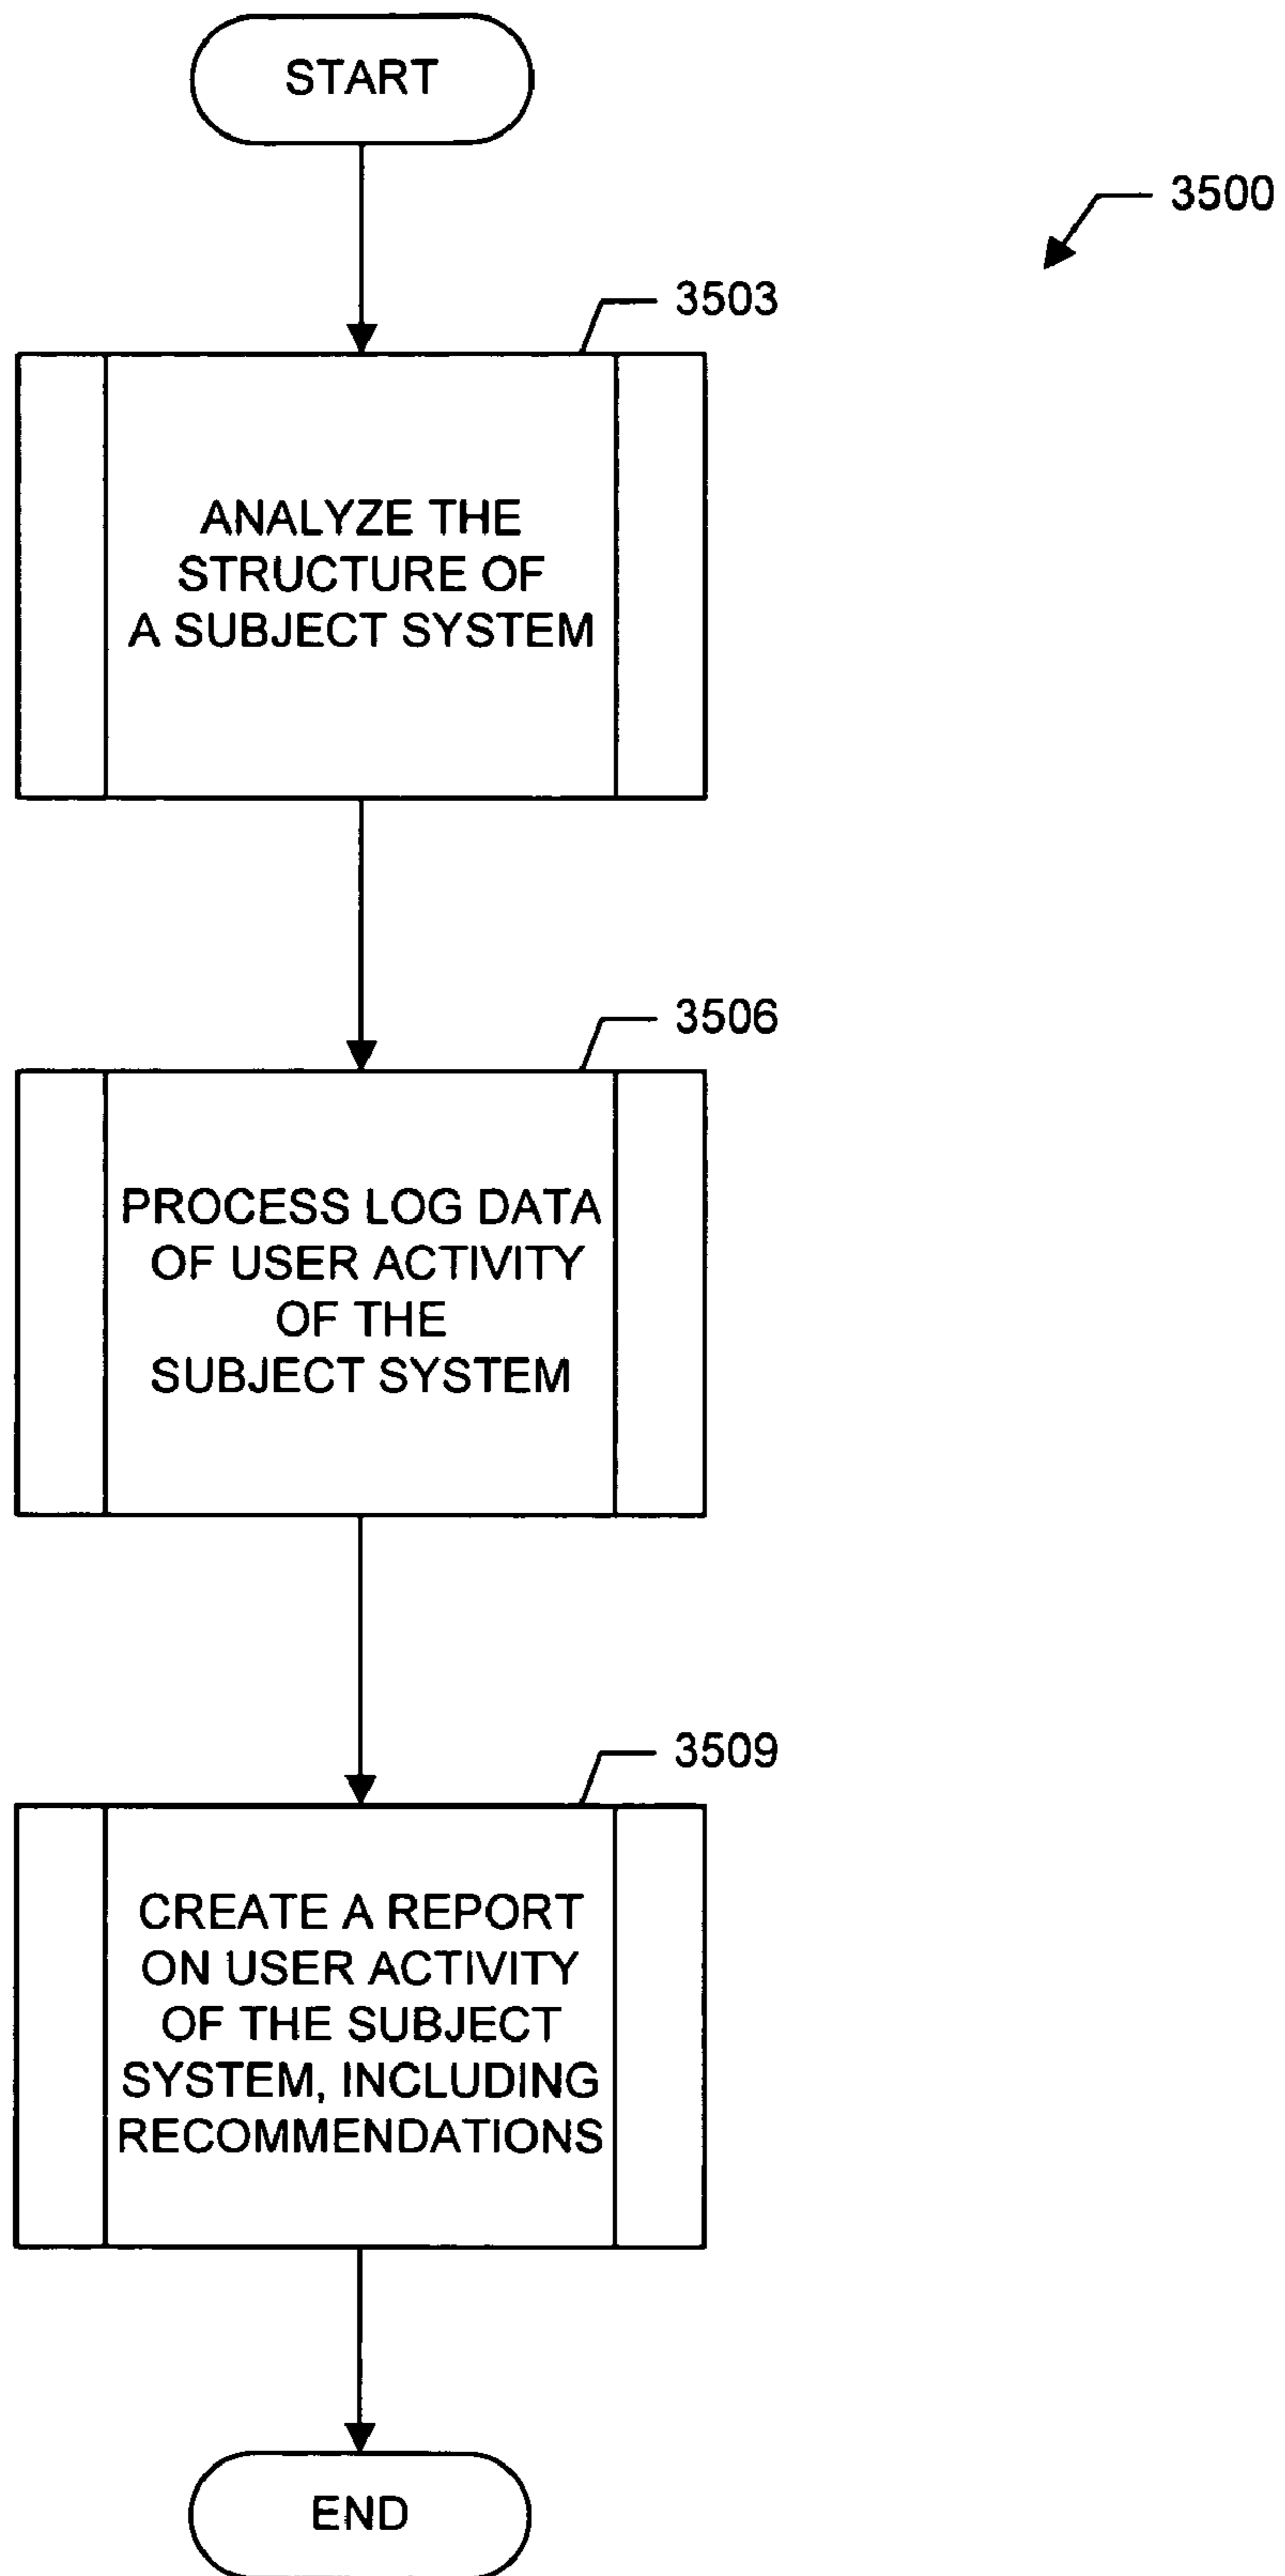 START
3500
3503
ANALYZE THE
STRUCTURE OF
A SUBJECT SYSTEM
3506
PROCESS LOG DATA
OF USER ACTIVITY
OF THE
SUBJECT SYSTEM
3509
CREATE A REPORT
ON USER ACTIVITY
OF THE SUBJECT
SYSTEM, INCLUDING
RECOMMENDATIONS
END